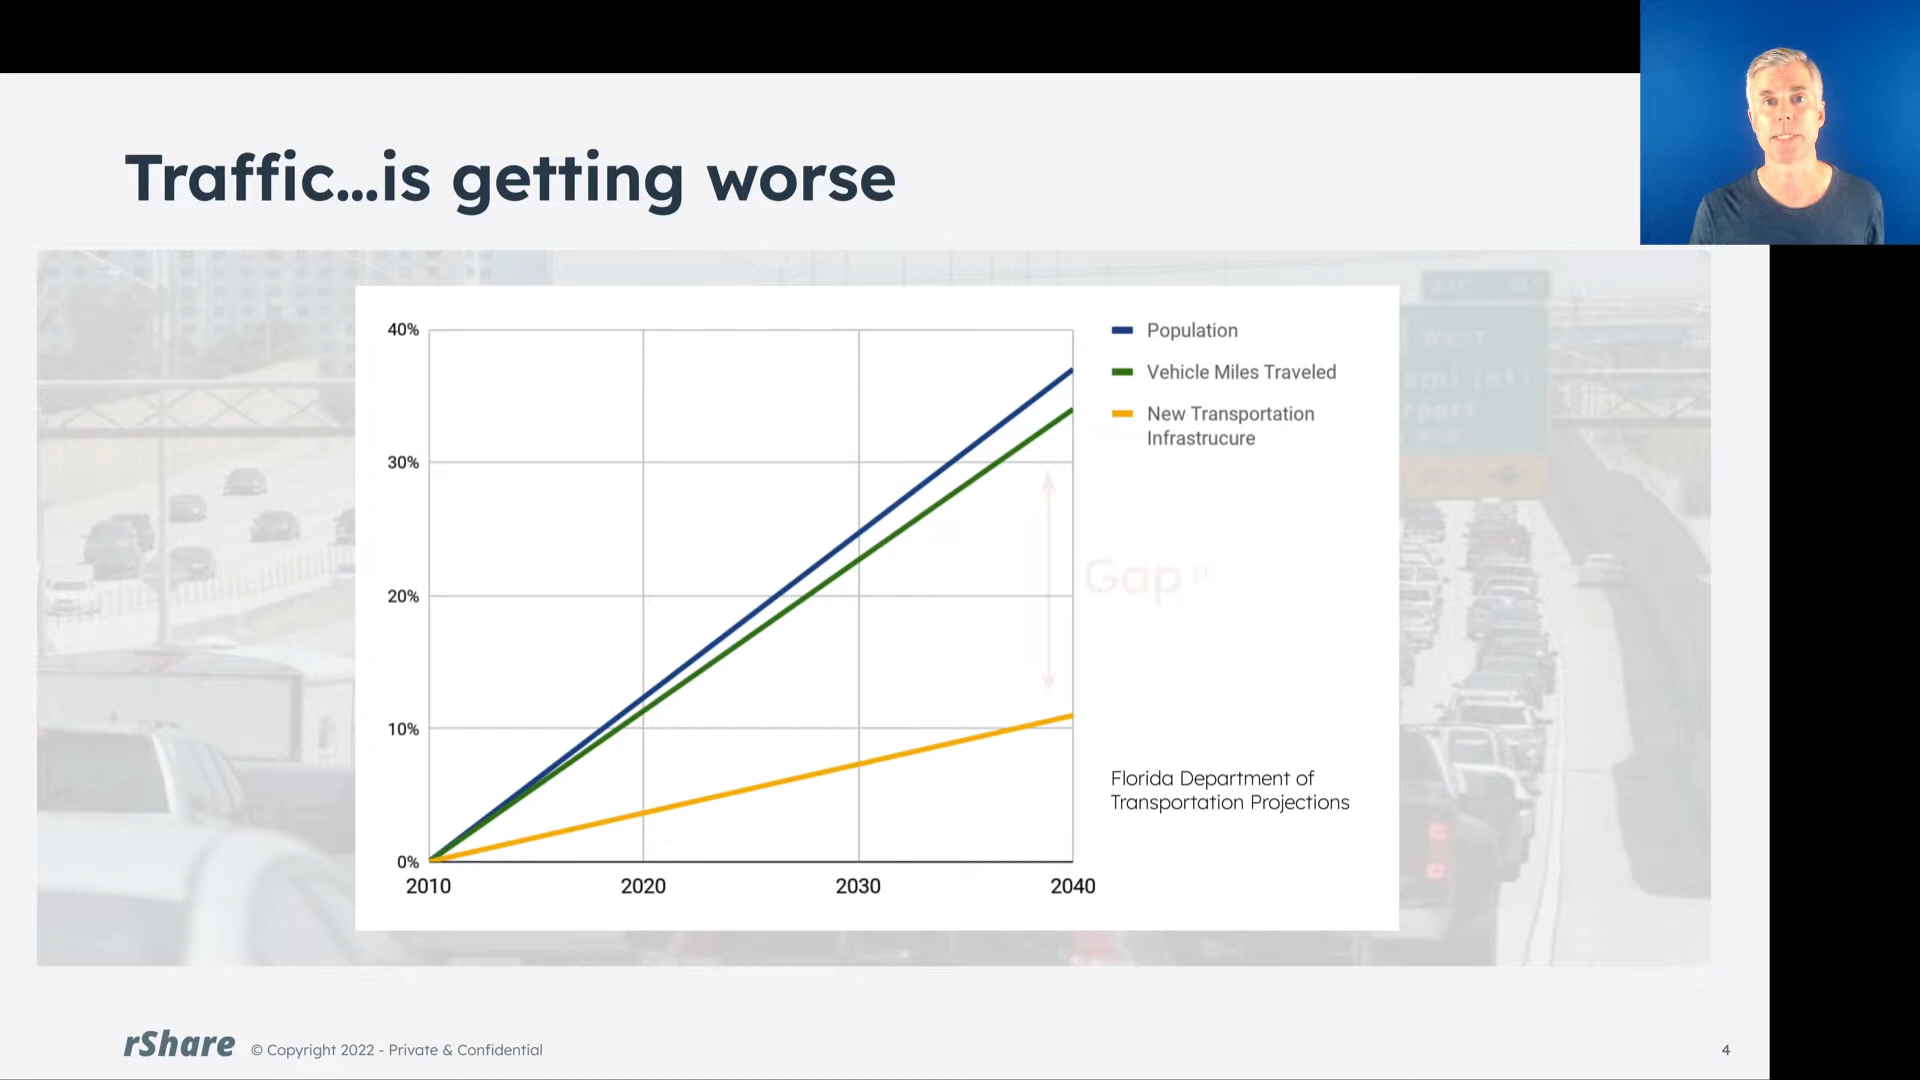 Traffic...is getting worse
40%
30%
20%
10%
0%
2010
2020
2030
2040
Population
Vehicle Miles Traveled
New Transportation
Infrastrucure
Gap
Florida Department of
Transportation Projections
WEST
rShare
© Copyright 2022 - Private & Confidential
4